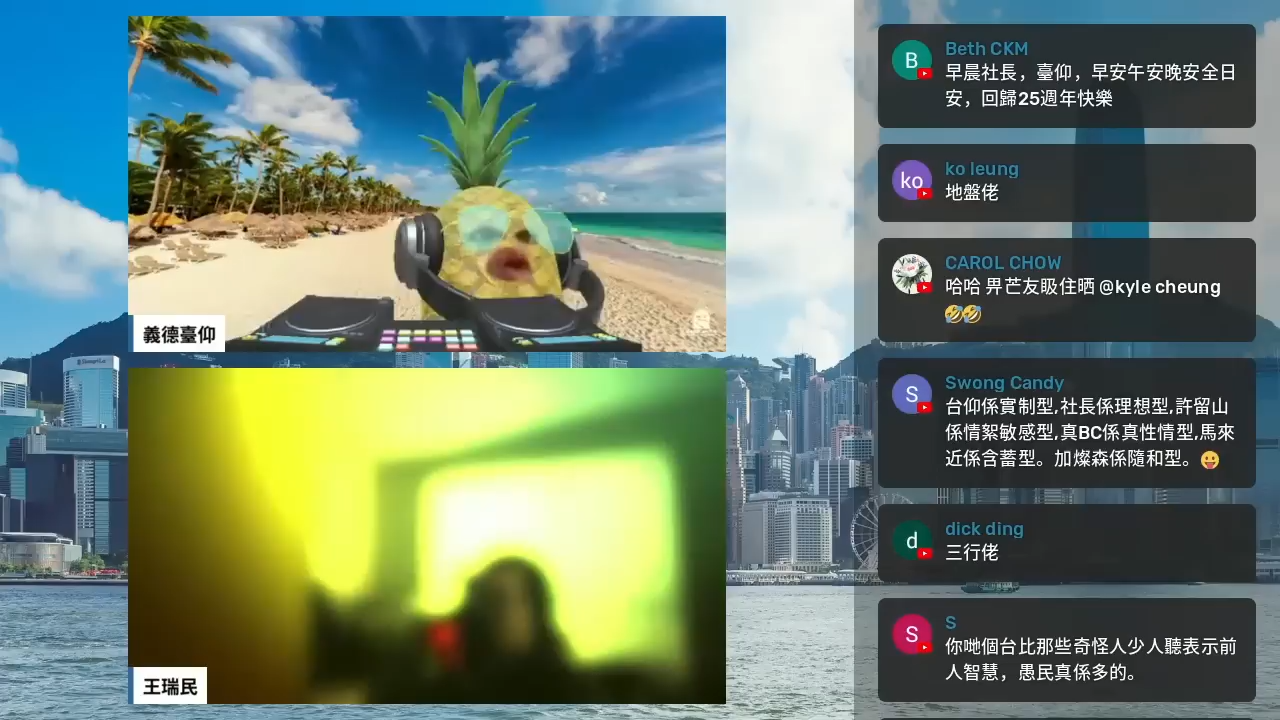 義德臺仰
王瑞民
Beth CKM
早晨社長，臺仰，早安午安晚安全日
安，回歸25週年快樂
ko leung
地盤佬
CAROL CHOW
哈哈 畀芒友昅住晒 @kyle cheung
🤣🤣
Swong Candy
台仰係實制型,社長係理想型,許留山
係情絮敏感型,真BC係真性情型,馬來
近係含蓄型。加燦森係隨和型。😛
dick ding
三行佬
S
你哋個台比那些奇怪人少人聽表示前
人智慧，愚民真係多的。
B
ko
S
d
S